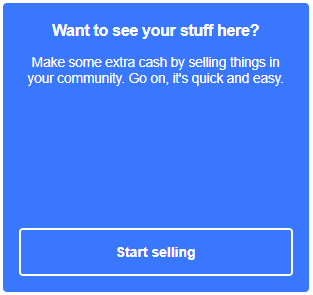 Want to see your stuff here?
Make some extra cash by selling things in
your community. Go on, it's quick and easy.
Start selling